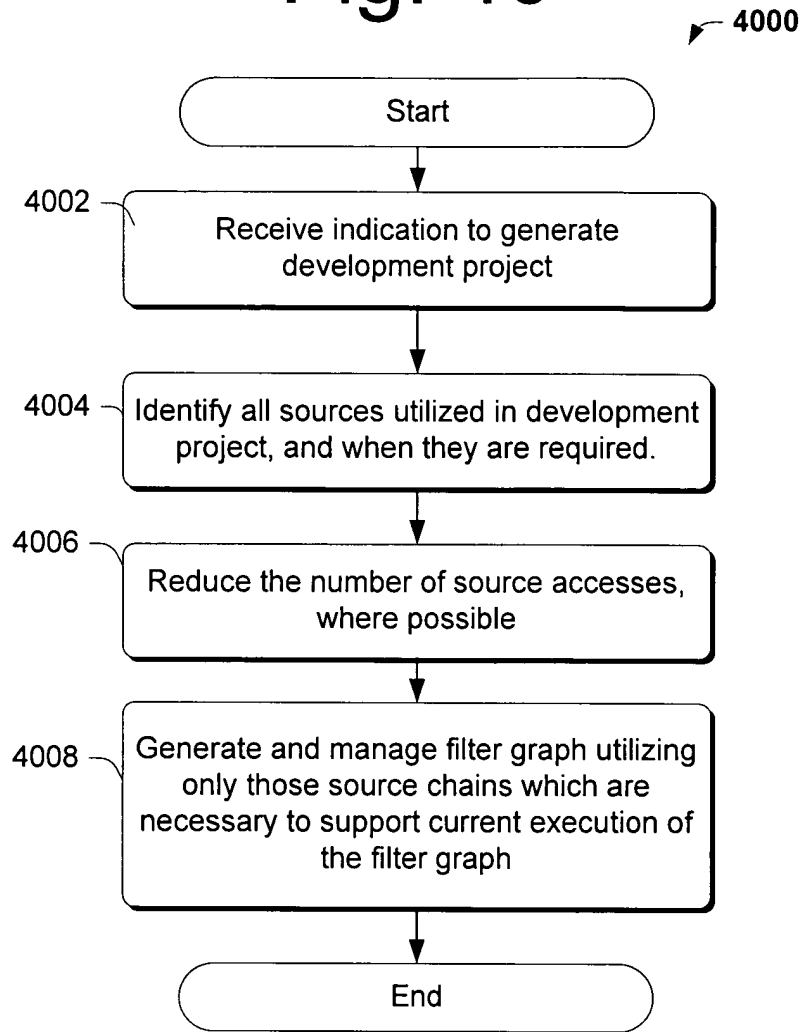 4000
Start
4002
Receive indication to generate
development project
4004
Identify all sources utilized in development
project, and when they are required.
4006
Reduce the number of source accesses,
where possible
4008
Generate and manage filter graph utilizing
only those source chains which are
necessary to support current execution of
the filter graph
End